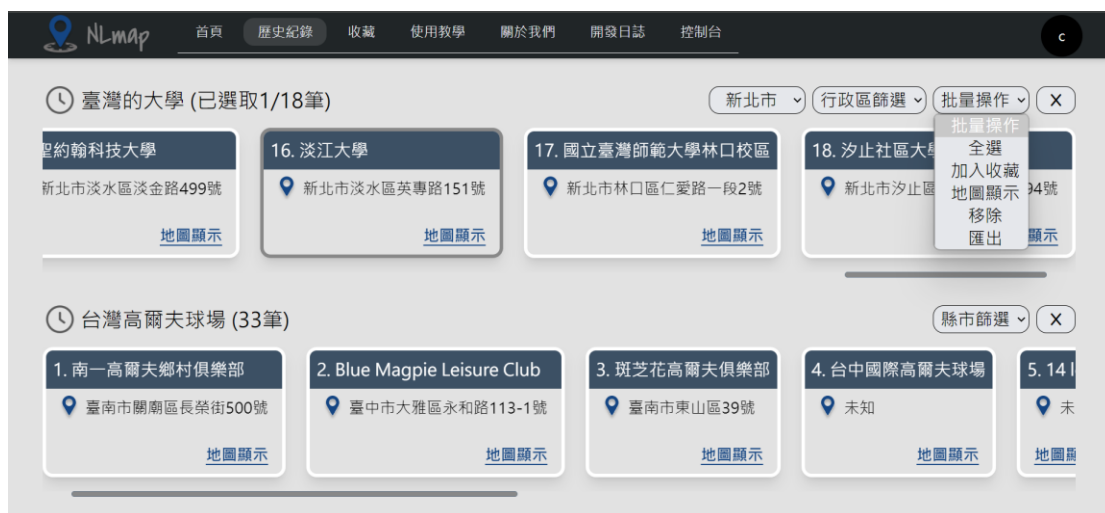 NLmap 首頁 歷史紀錄 收藏 使用教學 關於我們 開發日誌 控制台 c
臺灣的大學 (已選取1/18筆) 新北市 行政區篩選 批量操作 X
批量操作
全選
加入收藏
地圖顯示
移除
匯出
聖約翰科技大學
新北市淡水區淡金路499號
地圖顯示
16. 淡江大學
新北市淡水區英專路151號
地圖顯示
17. 國立臺灣師範大學林口校區
新北市林口區仁愛路一段2號
地圖顯示
18. 汐止社區大學
新北市汐止區 94號
顯示
台灣高爾夫球場 (33筆) 縣市篩選 X
1. 南一高爾夫鄉村俱樂部
臺南市關廟區長榮街500號
地圖顯示
2. Blue Magpie Leisure Club
臺中市大雅區永和路113-1號
地圖顯示
3. 斑芝花高爾夫俱樂部
臺南市東山區39號
地圖顯示
4. 台中國際高爾夫球場
未知
地圖顯示
5. 14
未
地圖